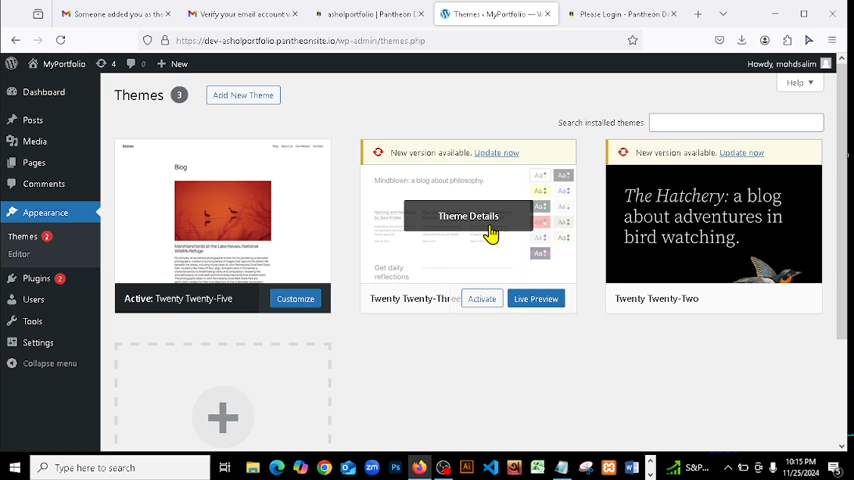 Someone added you as the
Verify your email account v
asholportfolio | Pantheon D
Themes ‹ MyPortfolio — W
Please Login - Pantheon Da
https://dev-asholportfolio.pantheonsite.io/wp-admin/themes.php
MyPortfolio
4
0
New
Howdy, mohdsalim
Dashboard
Posts
Media
Pages
Comments
Appearance
Themes 2
Editor
Plugins 2
Users
Tools
Settings
Collapse menu
Themes 3
Add New Theme
Help
Search installed themes
Blog
Active: Twenty Twenty-Five
Customize
New version available. Update now
Mindblown: a blog about philosophy.
Theme Details
Get daily
reflections
Twenty Twenty-Three
Activate
Live Preview
New version available. Update now
The Hatchery: a blog
about adventures in
bird watching.
Twenty Twenty-Two
Type here to search
S&P...
10:15 PM
11/25/2024